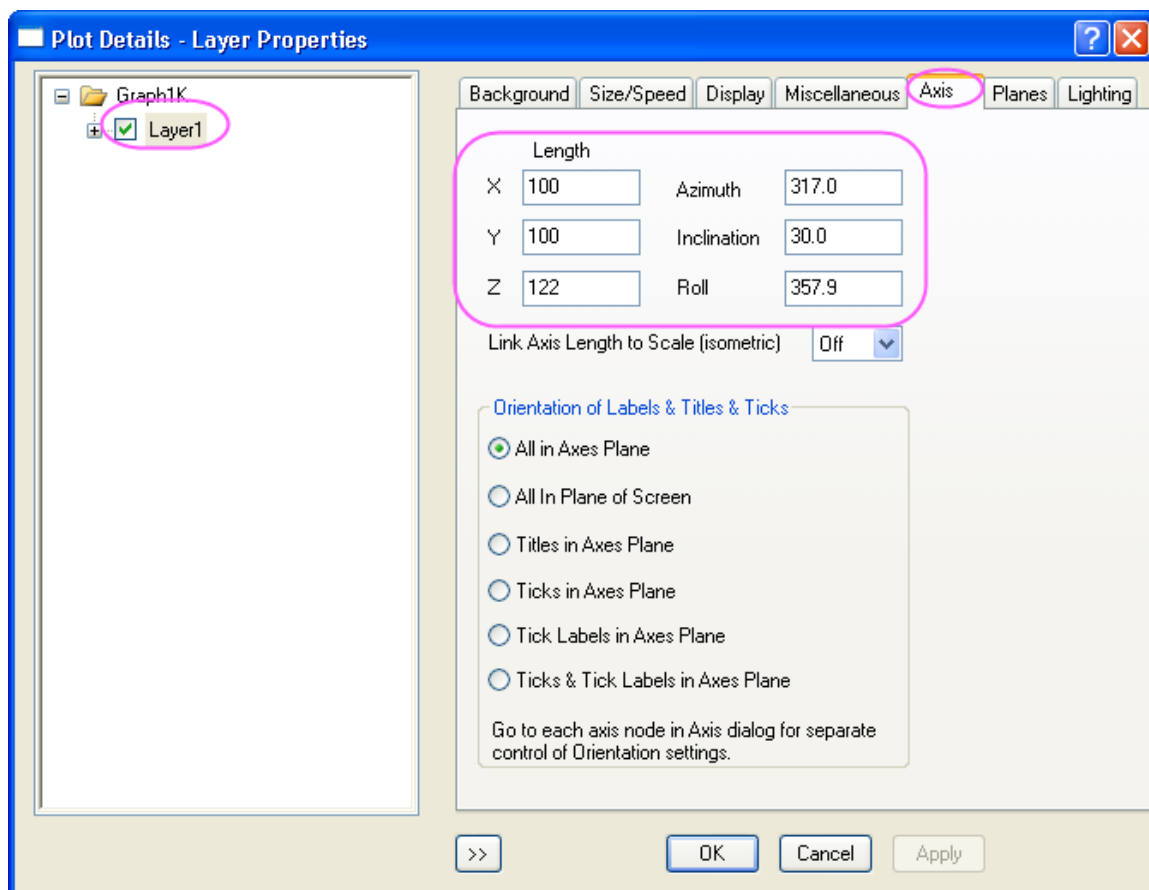 Plot Details - Layer Properties
Graph1K
Layer1
Background Size/Speed Display Miscellaneous Axis Planes Lighting
Length
X 100 Azimuth 317.0
Y 100 Inclination 30.0
Z 122 Roll 357.9
Link Axis Length to Scale (isometric) Off
Orientation of Labels & Titles & Ticks
All in Axes Plane
All In Plane of Screen
Titles in Axes Plane
Ticks in Axes Plane
Tick Labels in Axes Plane
Ticks & Tick Labels in Axes Plane
Go to each axis node in Axis dialog for separate
control of Orientation settings.
>> OK Cancel Apply